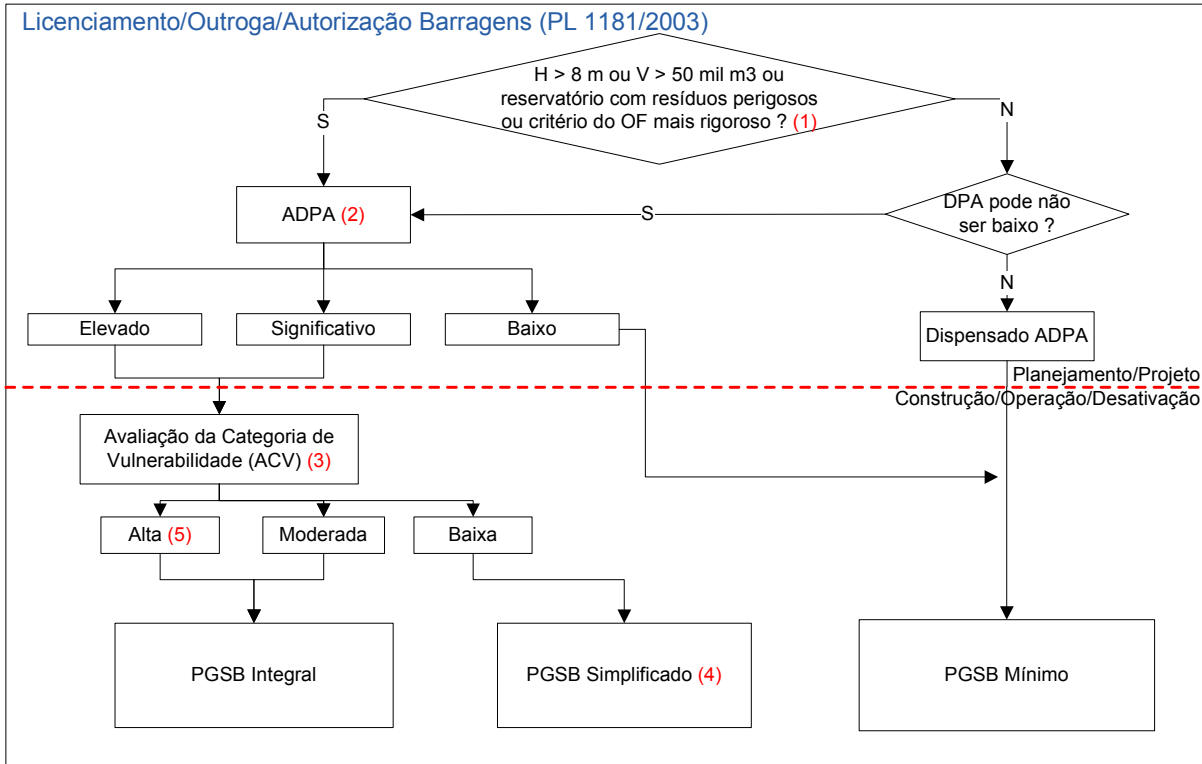 Licenciamento/Outroga/Autorização Barragens (PL 1181/2003)
H > 8 m ou V > 50 mil m3 ou
reservatório com resíduos perigosos
ou critério do OF mais rigoroso ? (1)
S
N
ADPA (2)
S
DPA pode não
ser baixo ?
N
Elevado
Significativo
Baixo
Dispensado ADPA
Planejamento/Projeto
Construção/Operação/Desativação
Avaliação da Categoria de
Vulnerabilidade (ACV) (3)
Alta (5)
Moderada
Baixa
PGSB Integral
PGSB Simplificado (4)
PGSB Mínimo